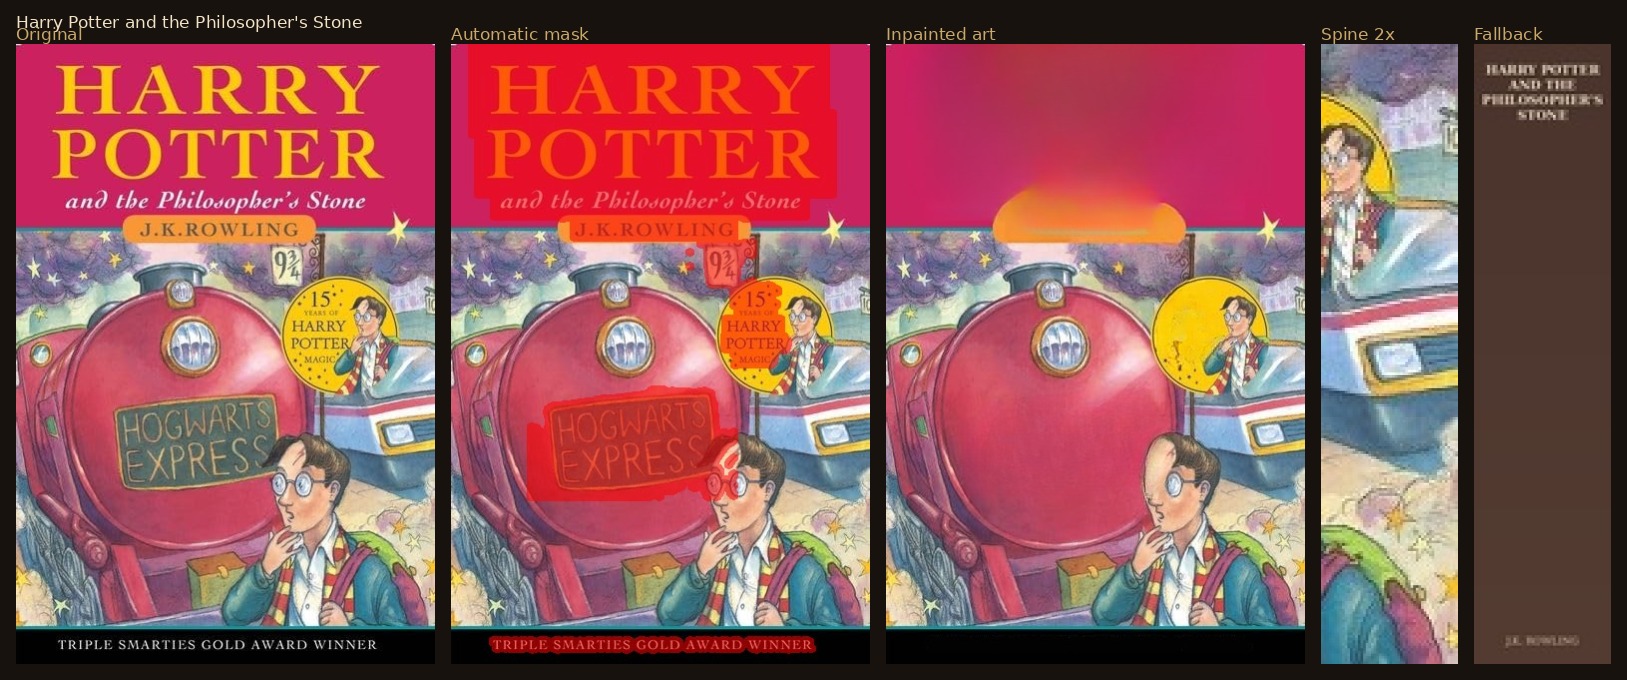 Harry Potter and the Philosopher's Stone
Original
Automatic mask
Inpainted art
Spine 2x
Fallback
HARRY
POTTER
and the Philosopher's Stone
J.K.ROWLING
9¾
15
YEARS OF
HARRY
POTTER
MAGIC
HOGWARTS
EXPRESS
TRIPLE SMARTIES GOLD AWARD WINNER
HARRY
POTTER
and the Philosopher's Stone
J.K.ROWLING
9¾
15
YEARS OF
HARRY
POTTER
MAGIC
HOGWARTS
EXPRESS
TRIPLE SMARTIES GOLD AWARD WINNER
HARRY POTTER
AND THE
PHILOSOPHER'S
STONE
J.K. ROWLING